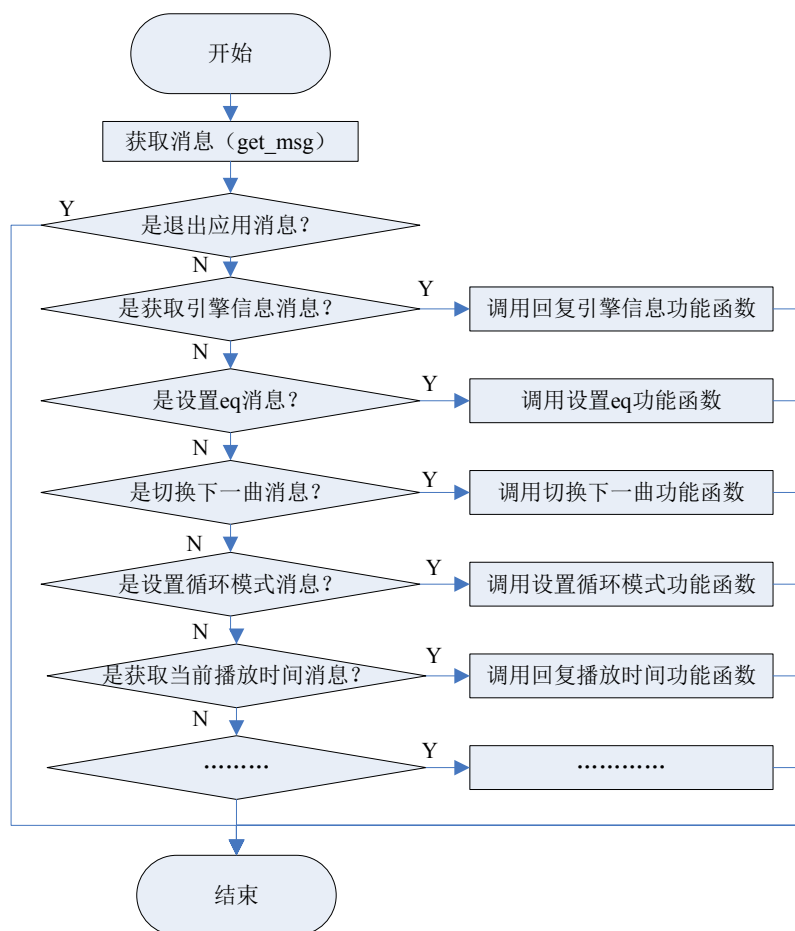 开始
获取消息（get_msg）
Y
是退出应用消息？
N
是获取引擎信息消息？
Y
调用回复引擎信息功能函数
N
是设置eq消息？
Y
调用设置eq功能函数
N
是切换下一曲消息？
Y
调用切换下一曲功能函数
N
是设置循环模式消息？
Y
调用设置循环模式功能函数
N
是获取当前播放时间消息？
Y
调用回复播放时间功能函数
N
………
Y
…………
结束